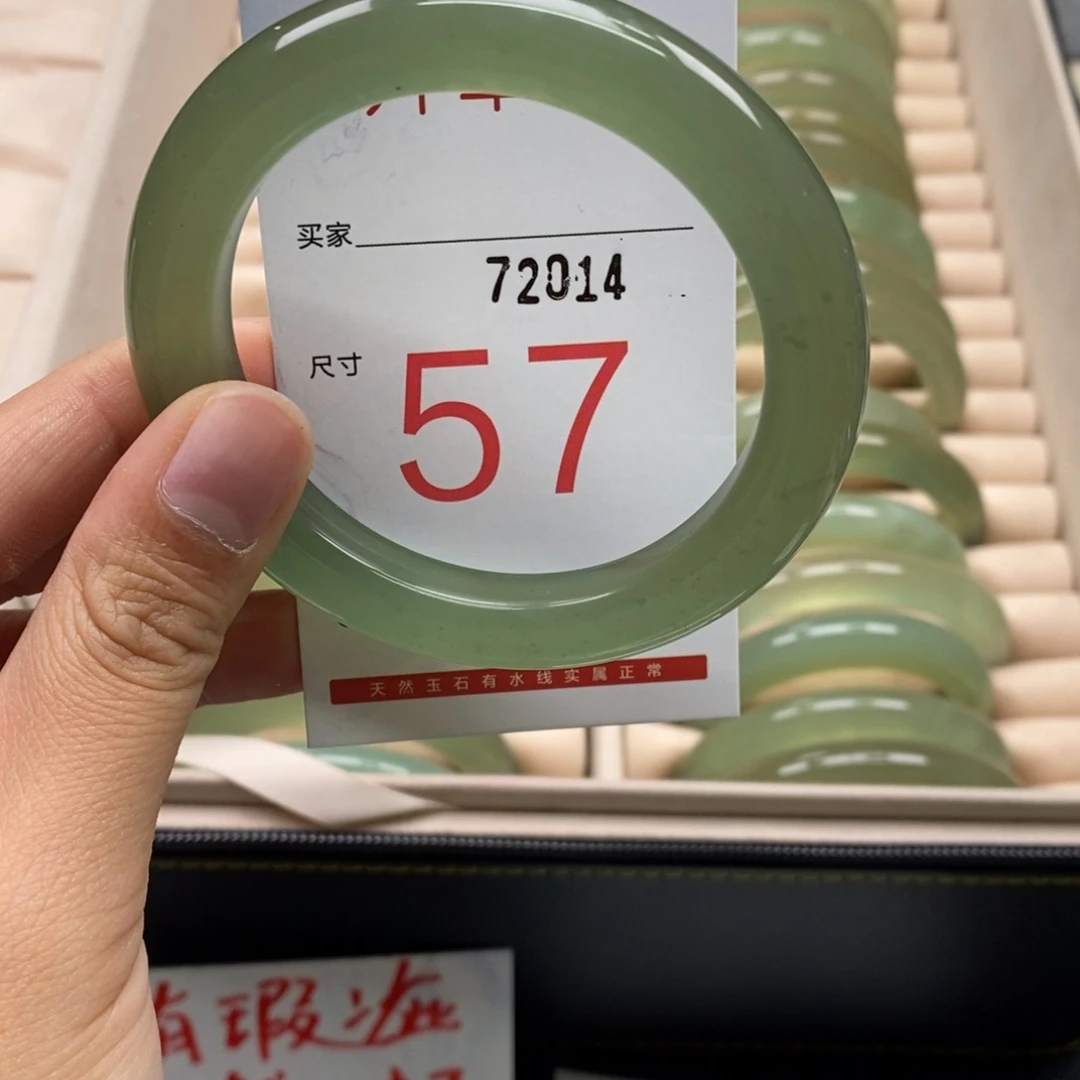 买家
72014
尺寸
57
天然玉石有水线实属正常
有瑕疵